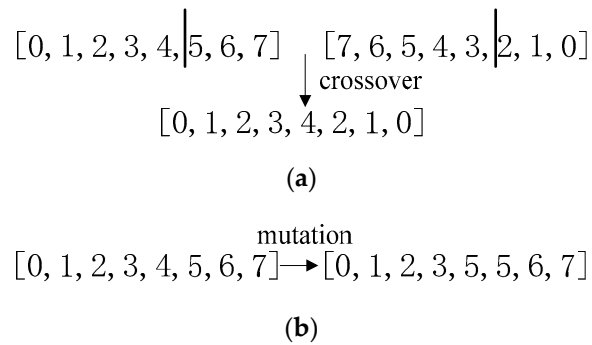 [0, 1, 2, 3, 4, 5, 6, 7] [7, 6, 5, 4, 3, 2, 1, 0]
crossover
[0, 1, 2, 3, 4, 2, 1, 0]
(a)
mutation
[0, 1, 2, 3, 4, 5, 6, 7] [0, 1, 2, 3, 5, 5, 6, 7]
(b)